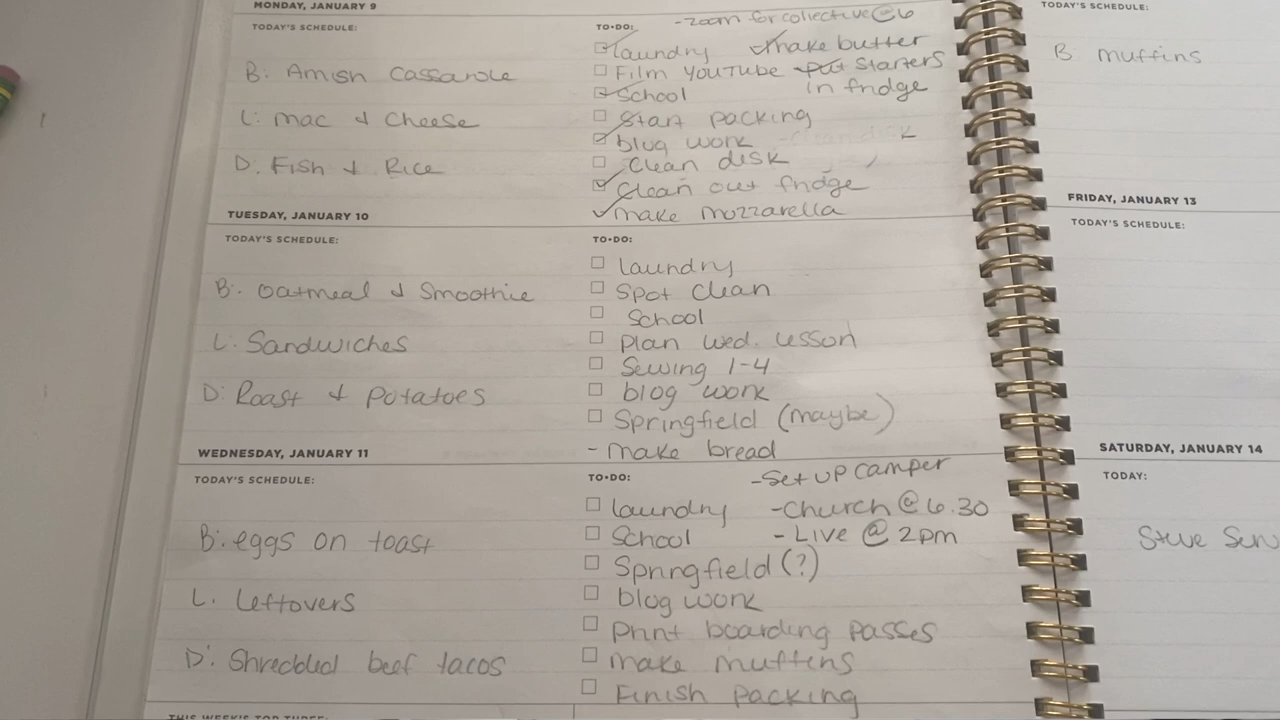 MONDAY, JANUARY 9
TODAY'S SCHEDULE:
B: Amish Cassarole
L: Mac & Cheese
D. Fish & Rice
TO•DO:
-zoom for collective @6
laundry
make butter
Film YOUTUBE
put starters
in fridge
School
Start packing
blog work
Clean disk
Clean out fridge
make mozzarella
TUESDAY, JANUARY 10
TODAY'S SCHEDULE:
B: Oatmeal & Smoothie
L: Sandwiches
D: Roast & Potatoes
TO•DO:
laundry
Spot clean
School
Plan Wed. lesson
Sewing 1-4
blog work
Springfield (maybe)
- make bread
WEDNESDAY, JANUARY 11
TODAY'S SCHEDULE:
B: eggs on toast
L. Leftovers
D: Shredded beef tacos
TO•DO:
-Set up camper
laundry
-Church @ 6:30
School
- Live @ 2pm
Springfield (?)
blog work
Print boarding passes
make muffins
Finish packing
TODAY'S SCHEDULE:
B: muffins
FRIDAY, JANUARY 13
TODAY'S SCHEDULE:
SATURDAY, JANUARY 14
TODAY:
Steve
THIS WEEK'S TOP THREE: